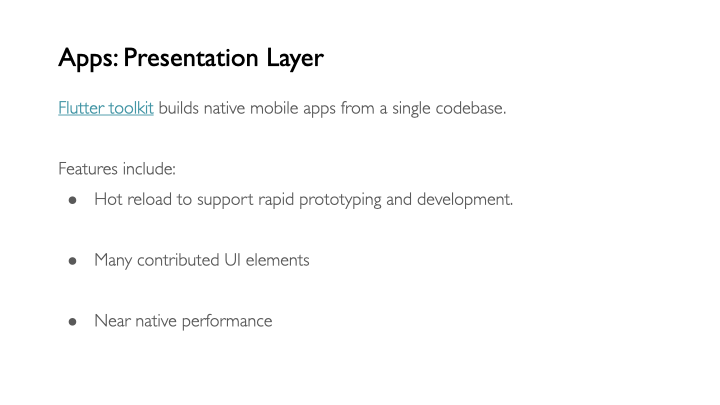 Apps: Presentation Layer
Flutter toolkit builds native mobile apps from a single codebase.
Features include:
● Hot reload to support rapid prototyping and development.
● Many contributed UI elements
● Near native performance